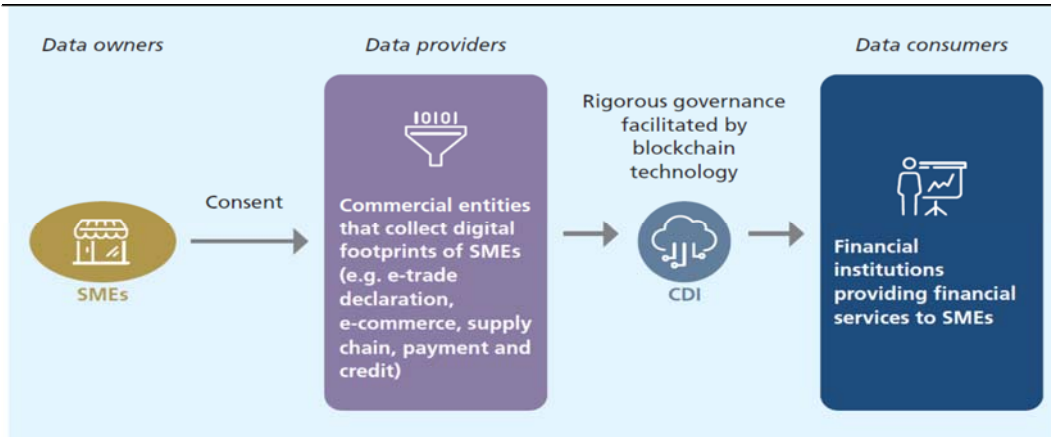 Data owners
Data providers
Data consumers
Consent
SMEs
10101
Commercial entities
that collect digital
footprints of SMEs
(e.g. e-trade
declaration,
e-commerce, supply
chain, payment and
credit)
Rigorous governance
facilitated by
blockchain
technology
CDI
Financial
institutions
providing financial
services to SMEs